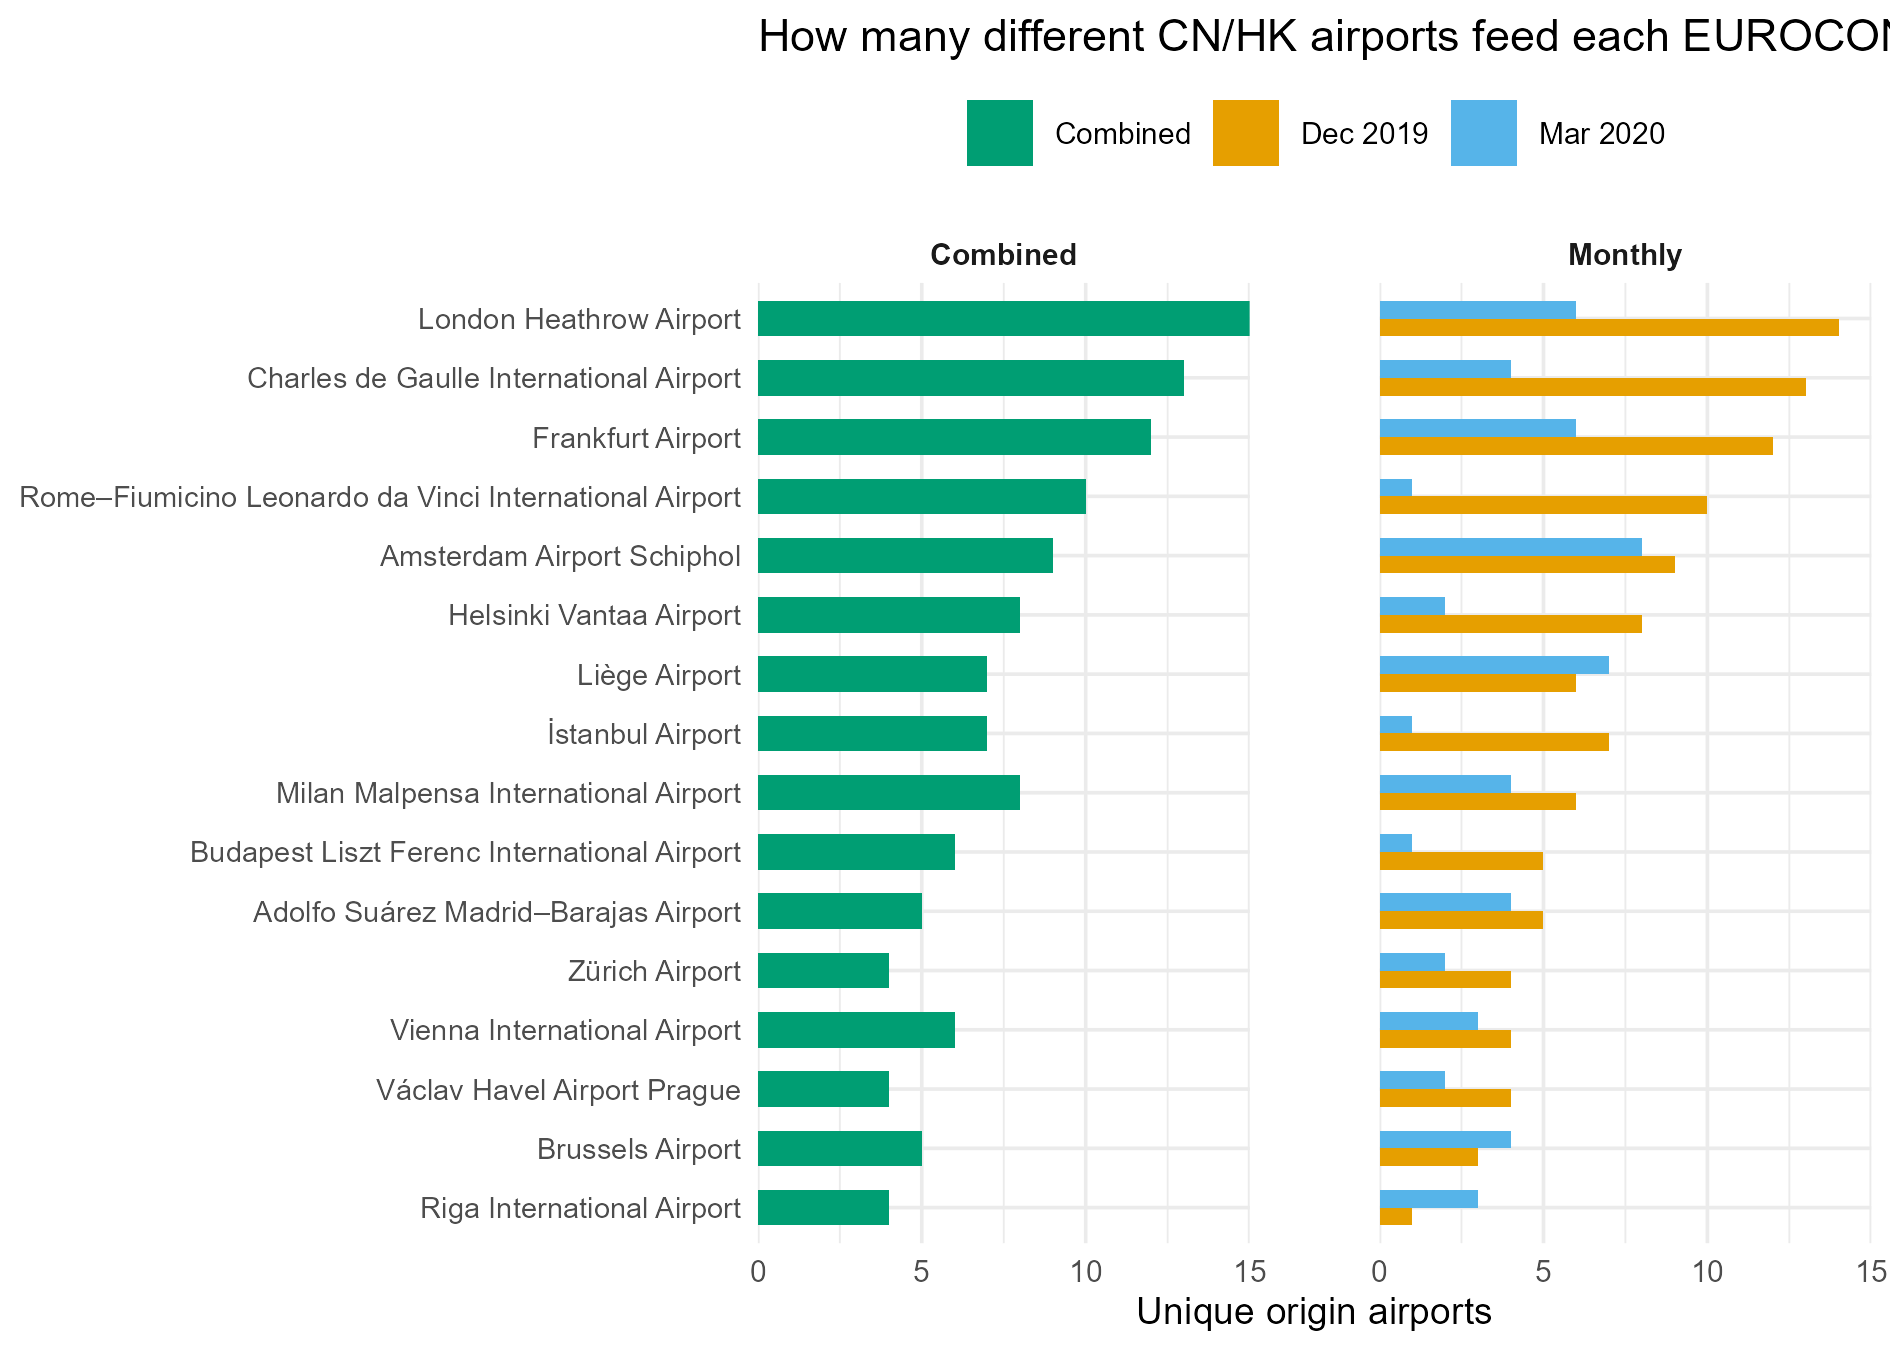 How many different CN/HK airports feed each EUROCON
Combined Dec 2019 Mar 2020
Combined Monthly
London Heathrow Airport
Charles de Gaulle International Airport
Frankfurt Airport
Rome–Fiumicino Leonardo da Vinci International Airport
Amsterdam Airport Schiphol
Helsinki Vantaa Airport
Liège Airport
İstanbul Airport
Milan Malpensa International Airport
Budapest Liszt Ferenc International Airport
Adolfo Suárez Madrid–Barajas Airport
Zürich Airport
Vienna International Airport
Václav Havel Airport Prague
Brussels Airport
Riga International Airport
0 5 10 15 0 5 10 15
Unique origin airports